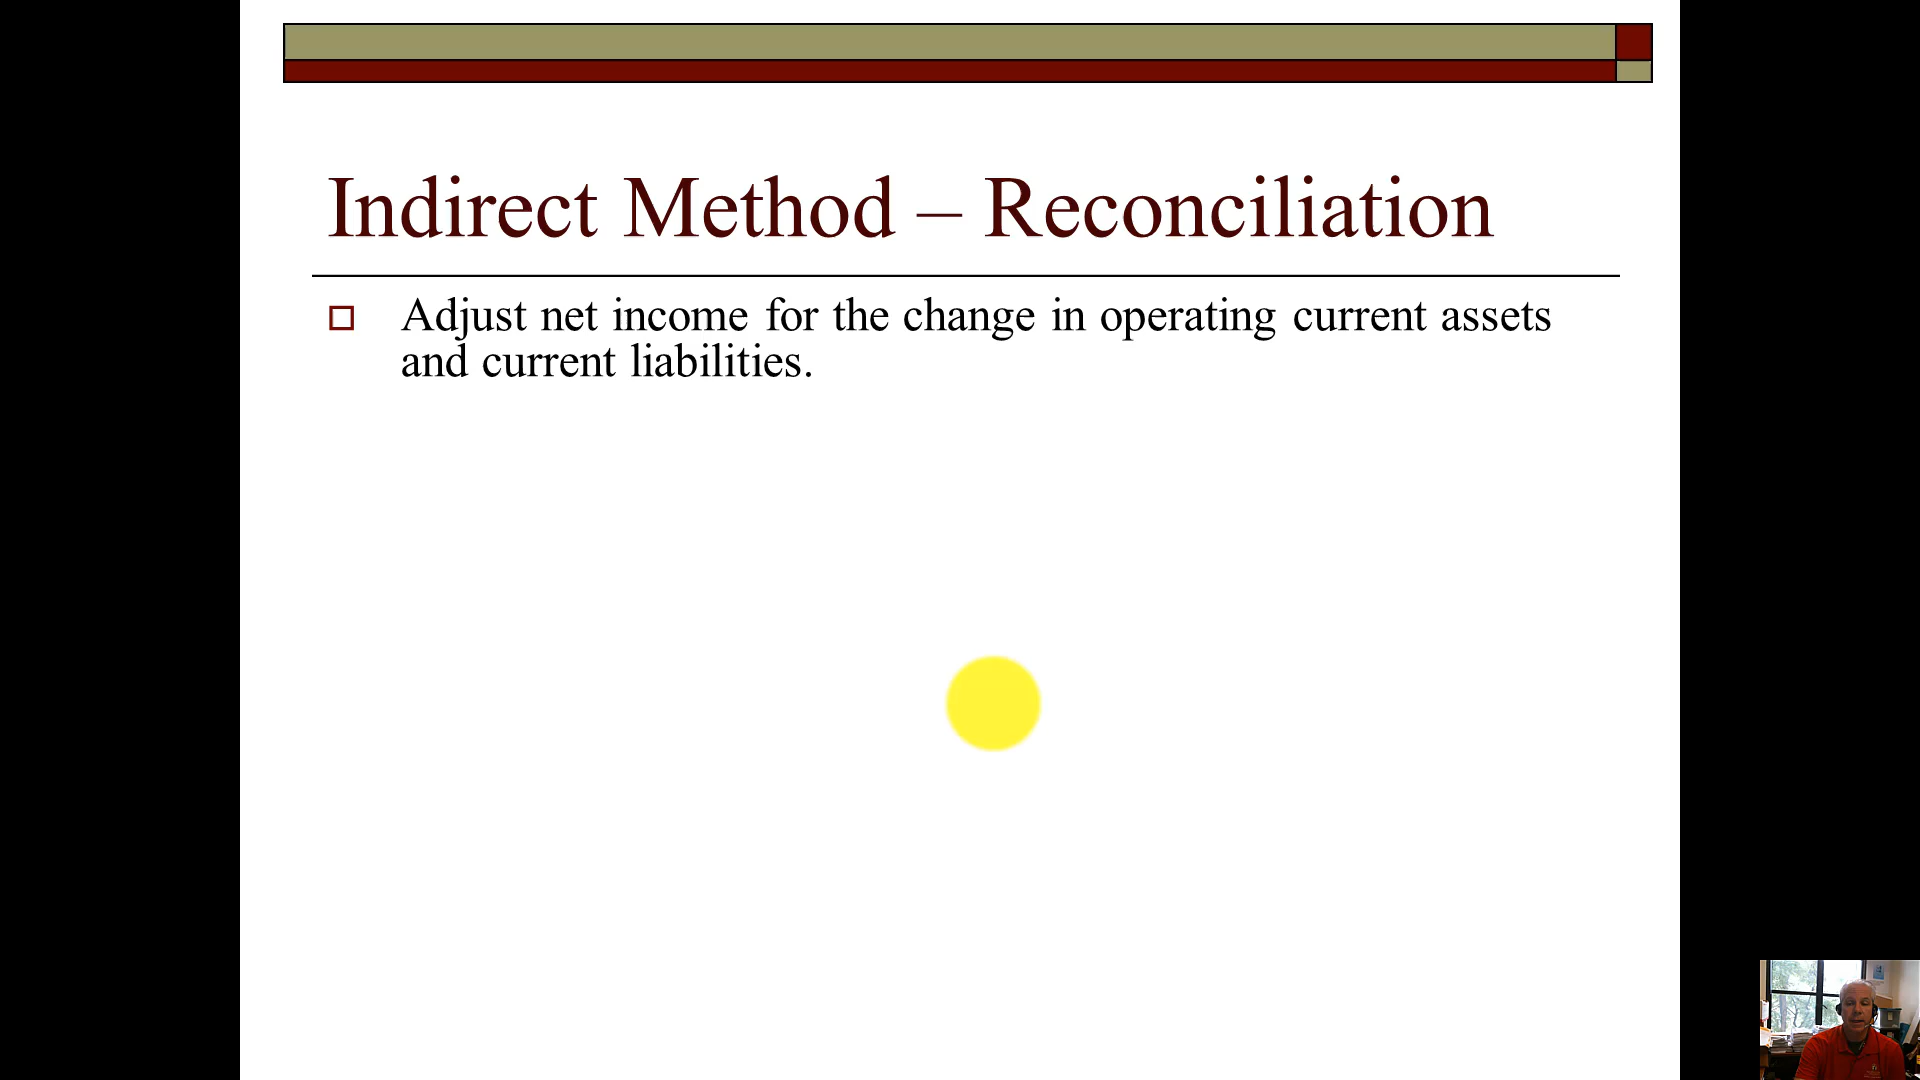 Indirect Method – Reconciliation
Adjust net income for the change in operating current assets
and current liabilities.